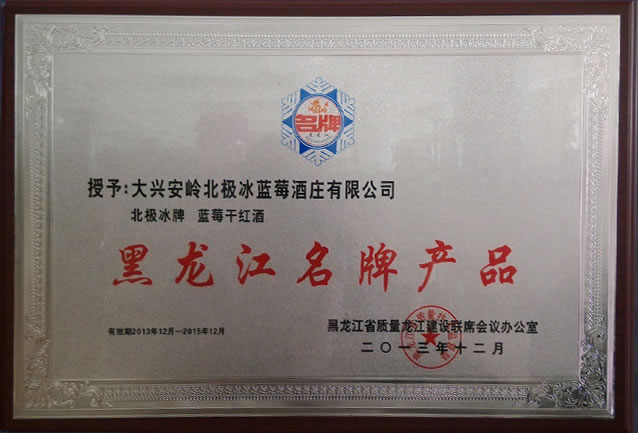 名牌
黑龙江
授予:大兴安岭北极冰蓝莓酒庄有限公司
北极冰牌 蓝莓干红酒
黑龙江名牌产品
有效期2013年12月—2015年12月
黑龙江省质量龙江建设联席会议办公室
二〇一三年十二月